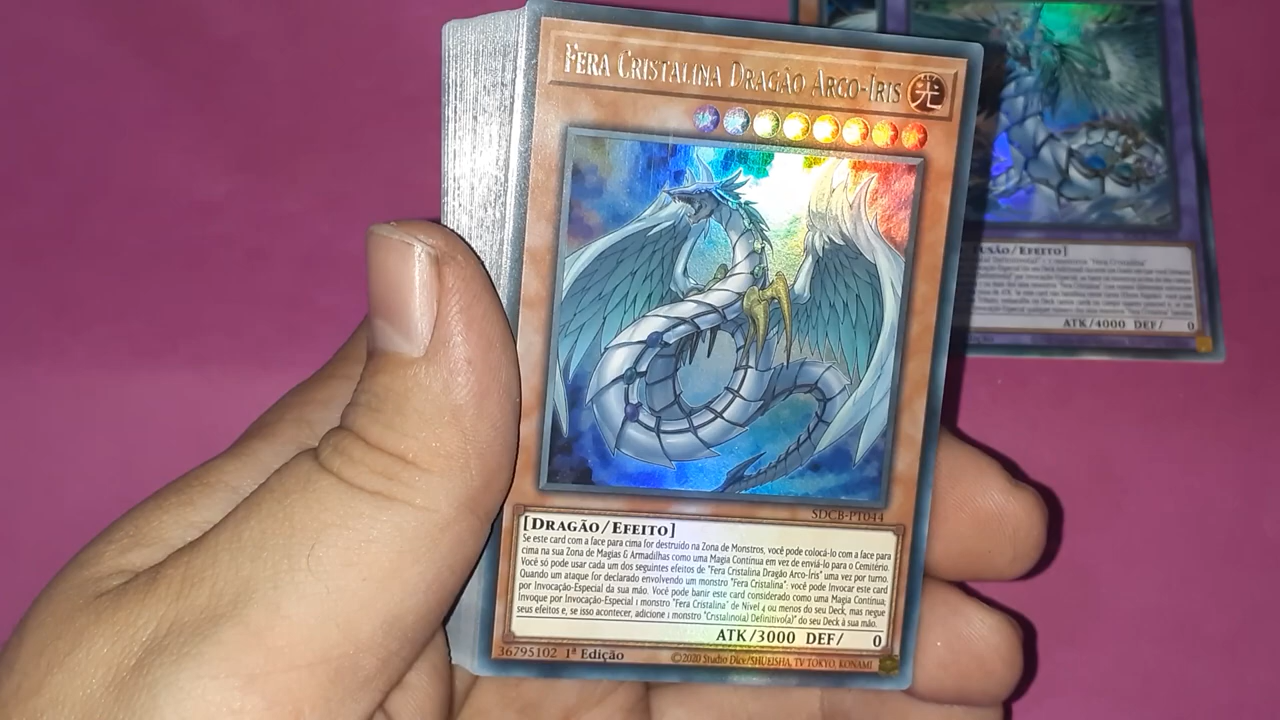 FERA CRISTALINA DRAGÃO ARCO-ÍRIS 光
SDCB-PT044
[DRAGÃO/EFEITO]
Se este card com a face para cima for destruído na Zona de Monstros, você pode colocá-lo com a face para
cima na sua Zona de Magias & Armadilhas como uma Magia Contínua em vez de enviá-lo para o Cemitério.
Você só pode usar cada um dos seguintes efeitos de "Fera Cristalina Dragão Arco-Íris" uma vez por turno.
Quando um ataque for declarado envolvendo um monstro "Fera Cristalina": você pode Invocar este card
por Invocação-Especial da sua mão. Você pode banir este card considerado como uma Magia Contínua;
Invoque por Invocação-Especial 1 monstro "Fera Cristalina" de Nível 4 ou menos do seu Deck, mas negue
seus efeitos e, se isso acontecer, adicione 1 monstro "Cristalino(a) Definitivo(a)" do seu Deck à sua mão.
ATK/3000 DEF/ 0
36795102 1ª Edição ©2020 Studio Dice/SHUEISHA, TV TOKYO, KONAMI
FUSÃO/EFEITO]
ATK/4000 DEF/ 0